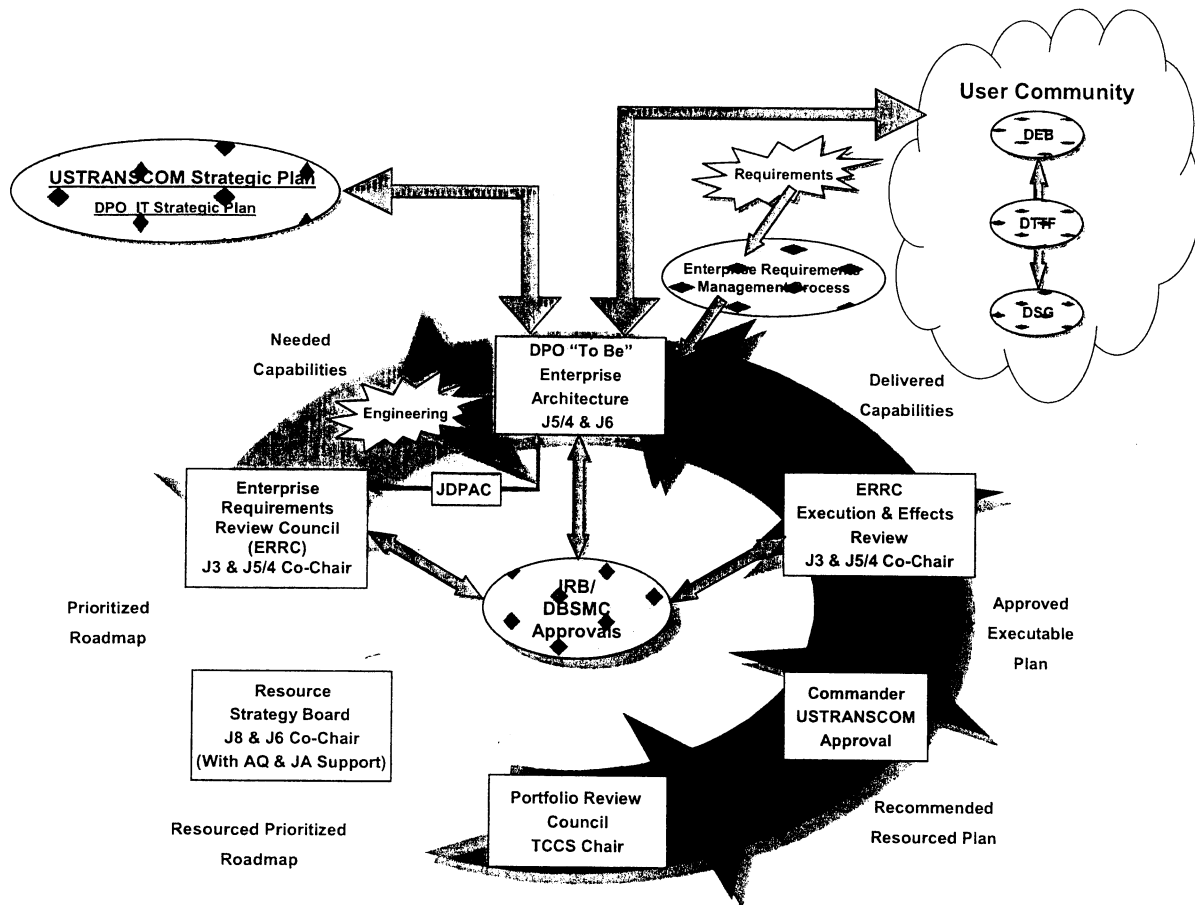 User Community
DEB
DTTF
DSG
Requirements
USTRANSCOM Strategic Plan
DPO IT Strategic Plan
Enterprise Requirements
Management Process
Needed
Capabilities
DPO “To Be”
Enterprise
Architecture
J5/4 & J6
Delivered
Capabilities
Engineering
JDPAC
Enterprise
Requirements
Review Council
(ERRC)
J3 & J5/4 Co-Chair
ERRC
Execution & Effects
Review
J3 & J5/4 Co-Chair
IRB/
DBSMC
Approvals
Prioritized
Roadmap
Approved
Executable
Plan
Resource
Strategy Board
J8 & J6 Co-Chair
(With AQ & JA Support)
Commander
USTRANSCOM
Approval
Portfolio Review
Council
TCCS Chair
Recommended
Resourced Plan
Resourced Prioritized
Roadmap